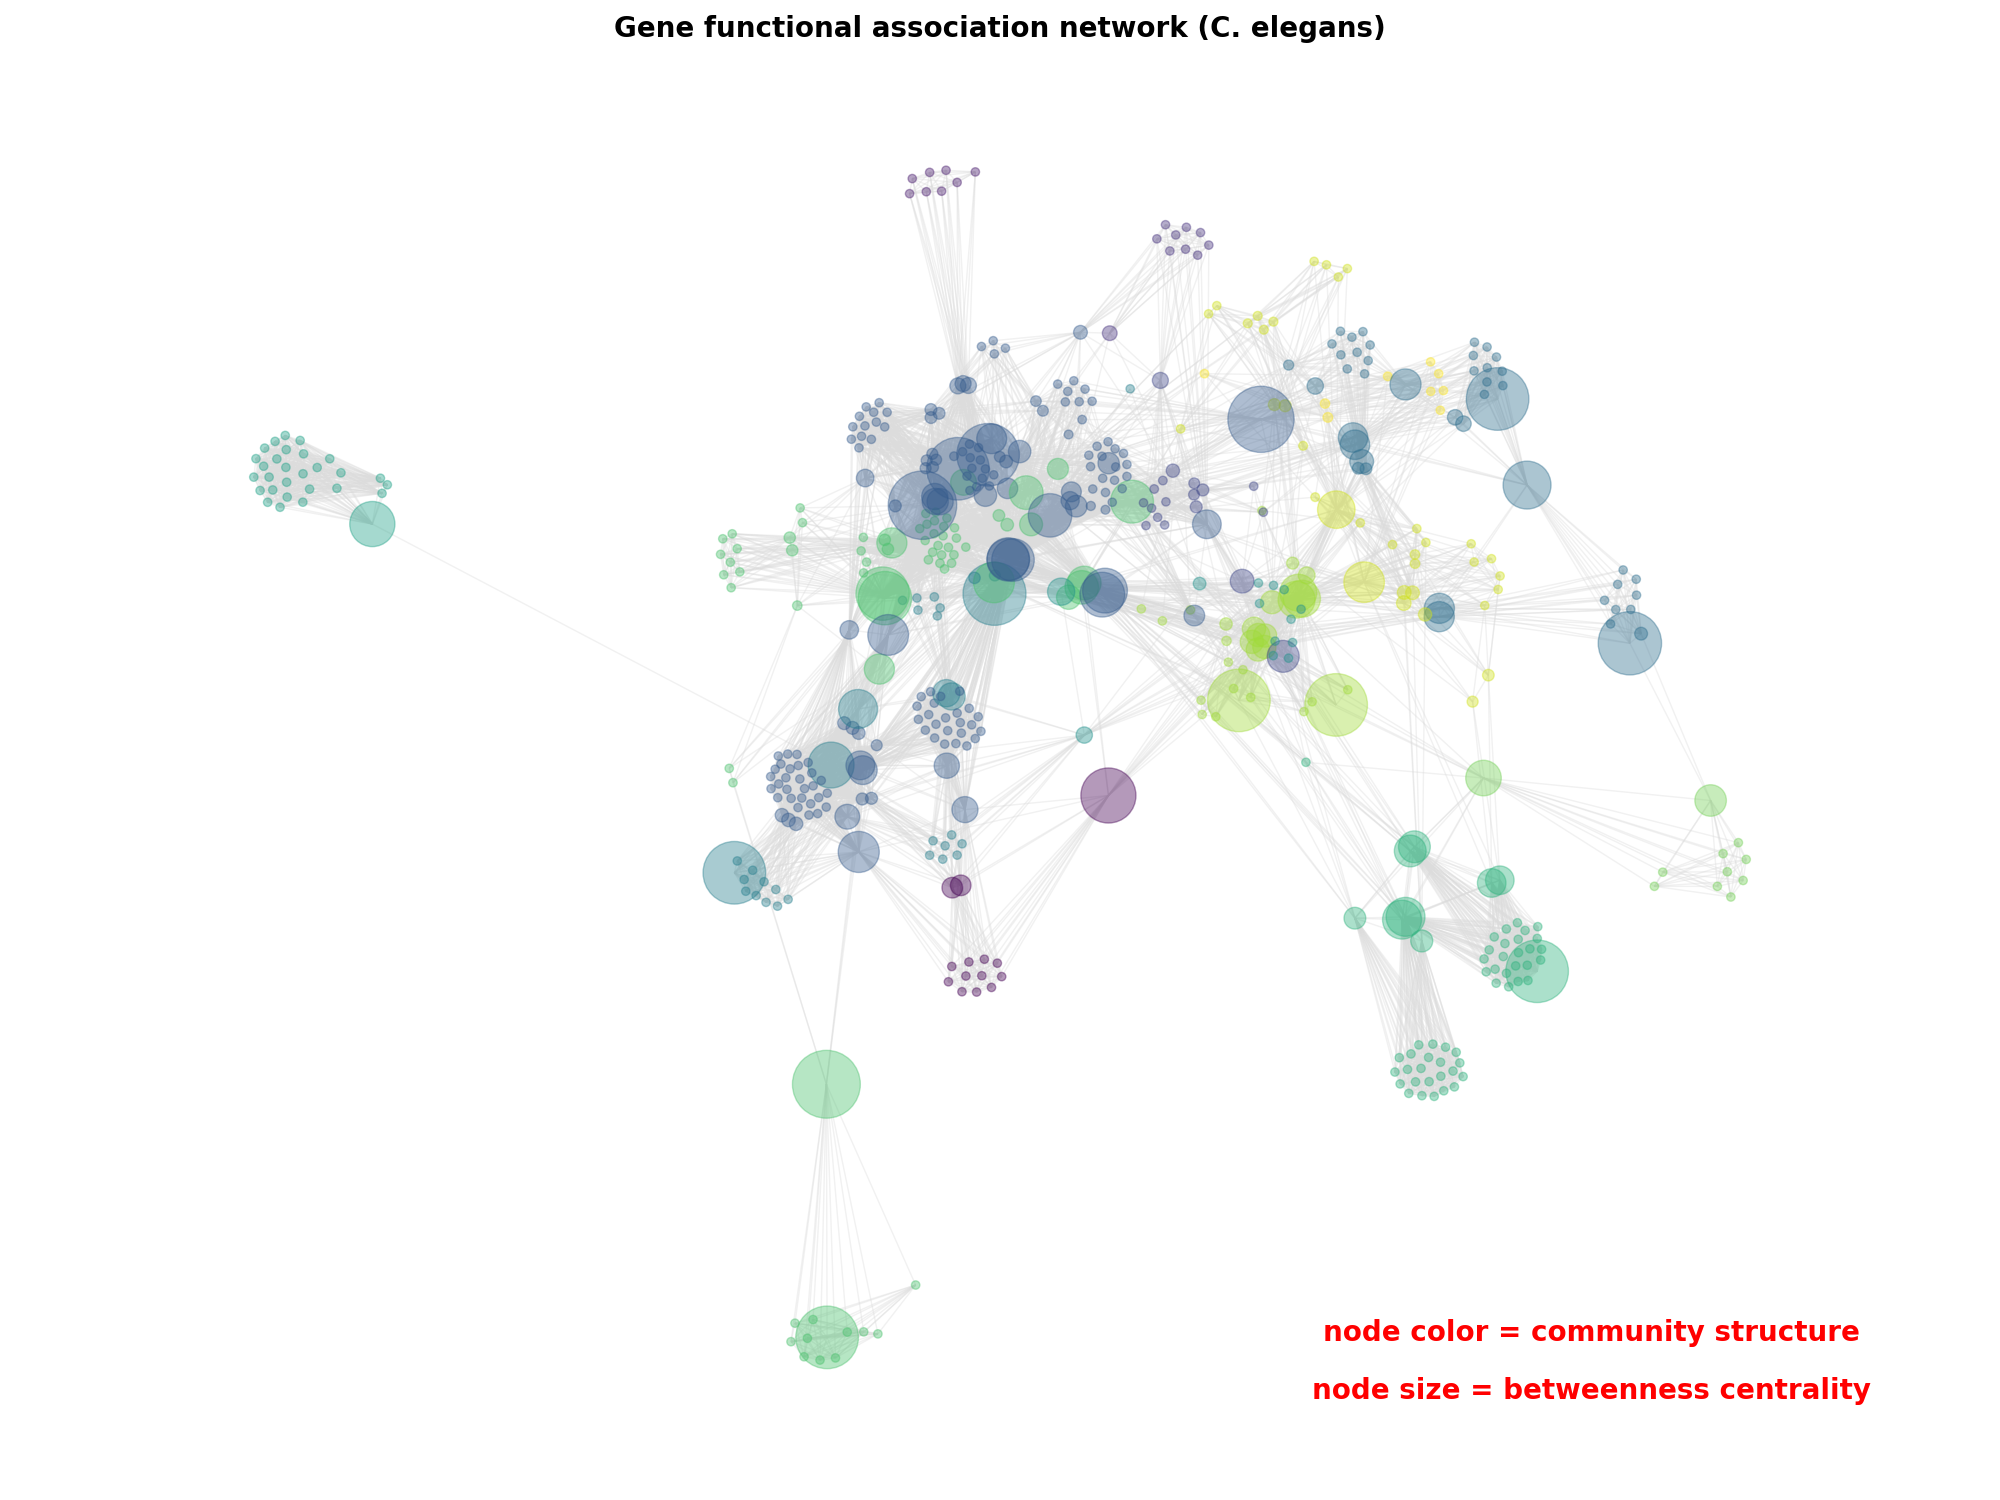 Gene functional association network (C. elegans)
node color = community structure
node size = betweenness centrality